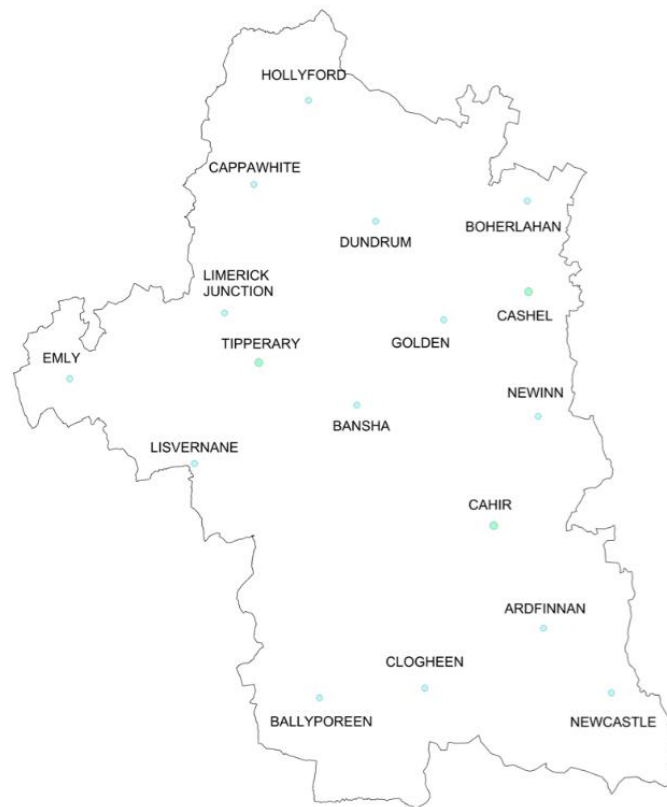 HOLLYFORD
CAPPAWHITE
BOHERLAHAN
DUNDRUM
LIMERICK
JUNCTION
CASHEL
TIPPERARY
GOLDEN
EMLY
NEWINN
BANSHA
LISVERNANE
CAHIR
ARDFINNAN
CLOGHEEN
BALLYPOREEN
NEWCASTLE